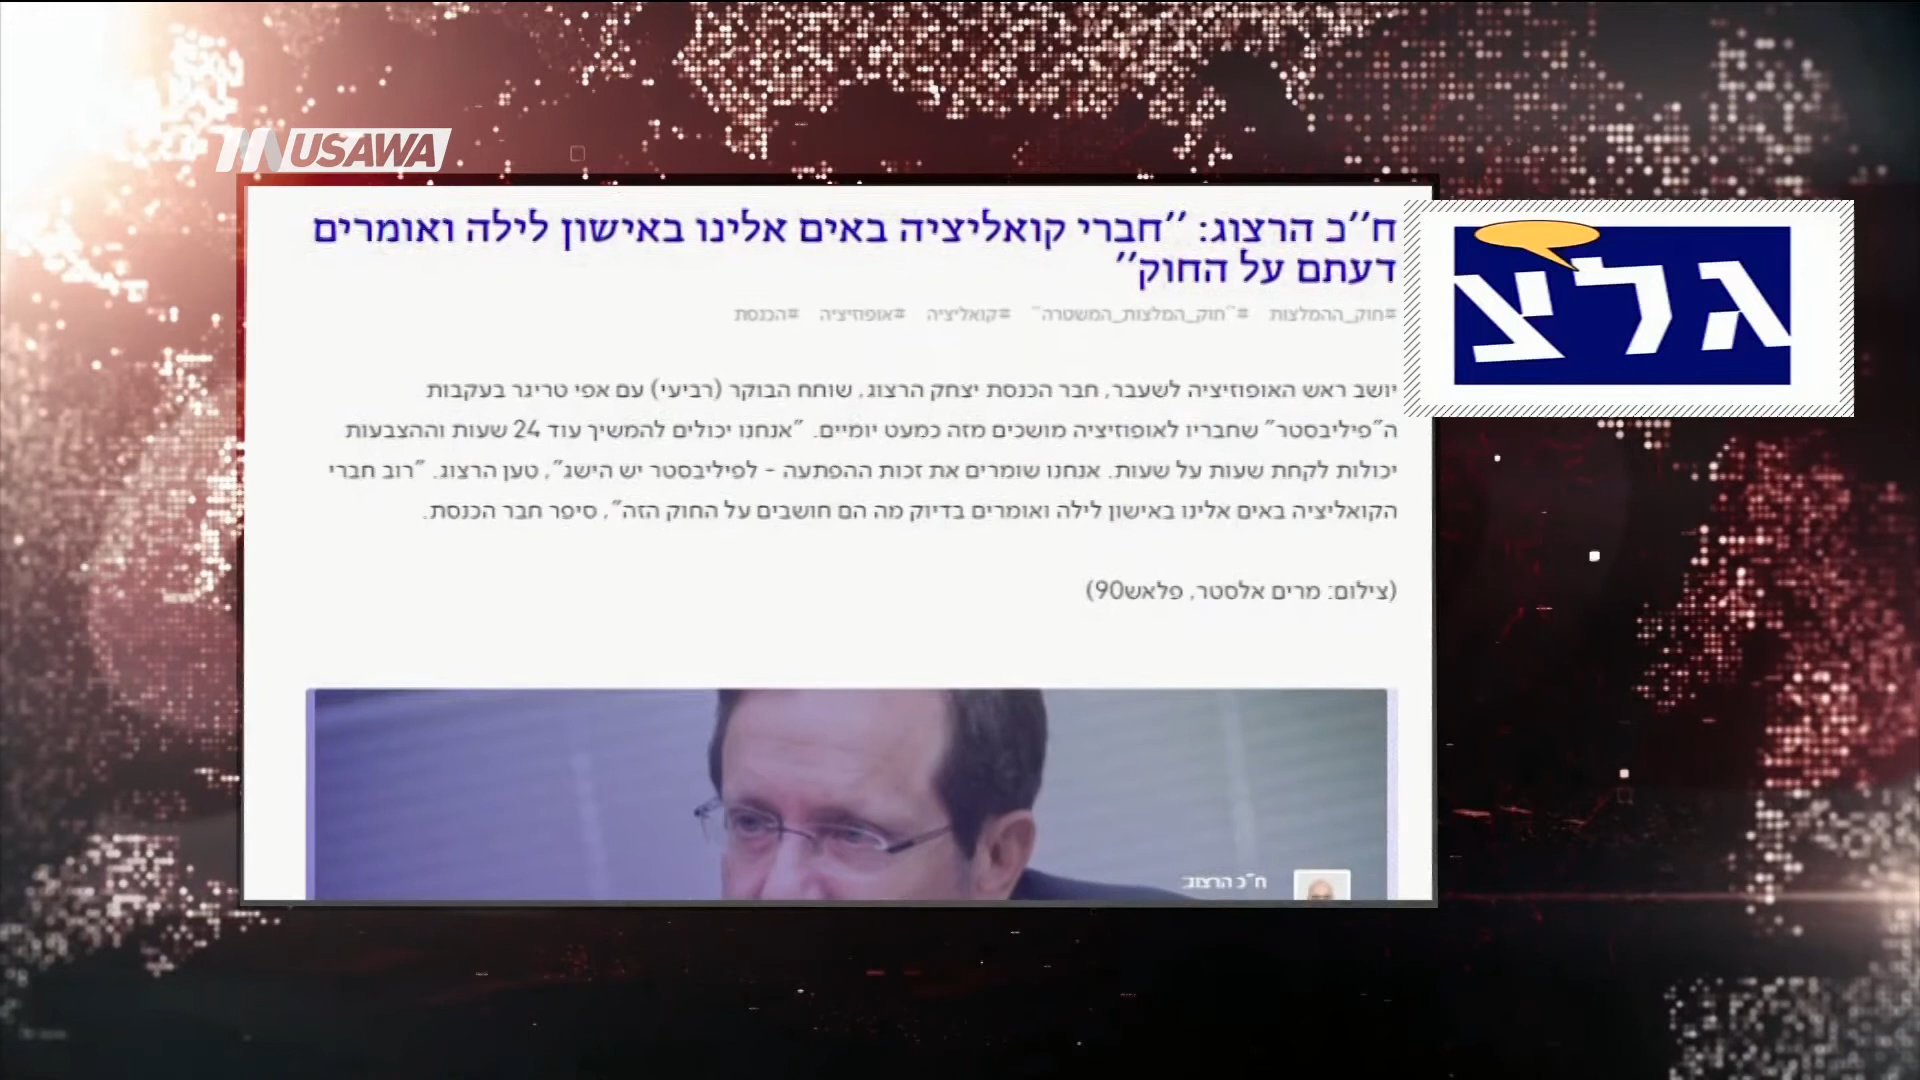 MUSAWA
ח''כ הרצוג: ''חברי קואליציה באים אלינו באישון לילה ואומרים
דעתם על החוק''
#חוק_ההמלצות #"חוק_המלצות_המשטרה" #קואליציה #אופוזיציה #הכנסת
גלצ
יושב ראש האופוזיציה לשעבר, חבר הכנסת יצחק הרצוג, שוחח הבוקר (רביעי) עם אפי טריגר בעקבות
ה"פיליבסטר" שחבריו לאופוזיציה מושכים מזה כמעט יומיים. "אנחנו יכולים להמשיך עוד 24 שעות וההצבעות
יכולות לקחת שעות על שעות. אנחנו שומרים את זכות ההפתעה - לפיליבסטר יש הישג", טען הרצוג. "רוב חברי
הקואליציה באים אלינו באישון לילה ואומרים בדיוק מה הם חושבים על החוק הזה", סיפר חבר הכנסת.
(צילום: מרים אלסטר, פלאש90)
ח"כ הרצוג: